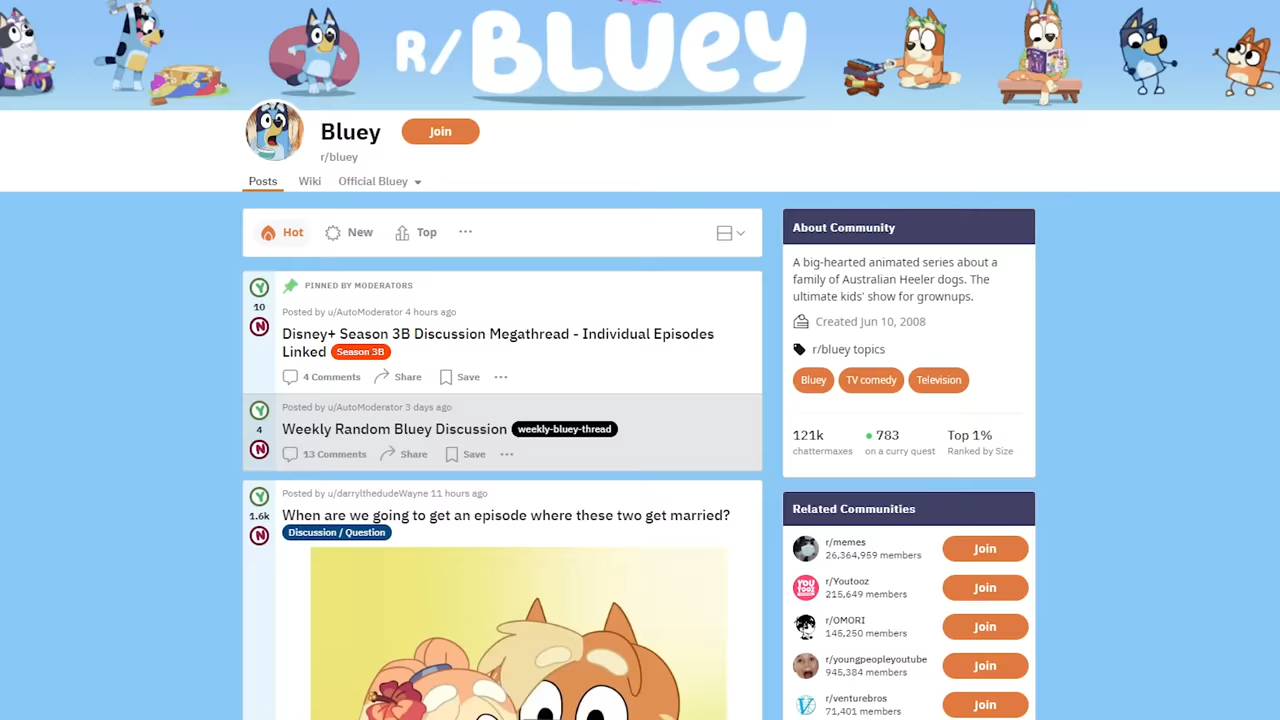 R/BLUEY
Bluey
Join
r/bluey
Posts Wiki Official Bluey
Hot New Top ...
PINNED BY MODERATORS
Y
10
N
Posted by u/AutoModerator 4 hours ago
Disney+ Season 3B Discussion Megathread - Individual Episodes
Linked Season 3B
4 Comments Share Save ...
Y
4
N
Posted by u/AutoModerator 3 days ago
Weekly Random Bluey Discussion weekly-bluey-thread
13 Comments Share Save ...
Y
1.6k
N
Posted by u/darrylthedudeWayne 11 hours ago
When are we going to get an episode where these two get married?
Discussion / Question
About Community
A big-hearted animated series about a
family of Australian Heeler dogs. The
ultimate kids' show for grownups.
Created Jun 10, 2008
r/bluey topics
Bluey TV comedy Television
121k 783 Top 1%
chattermaxes on a curry quest Ranked by Size
Related Communities
r/memes
26,364,959 members
Join
YOU
TOOZ
r/Youtooz
215,649 members
Join
r/OMORI
145,250 members
Join
r/youngpeopleyoutube
945,384 members
Join
r/venturebros
71,401 members
Join